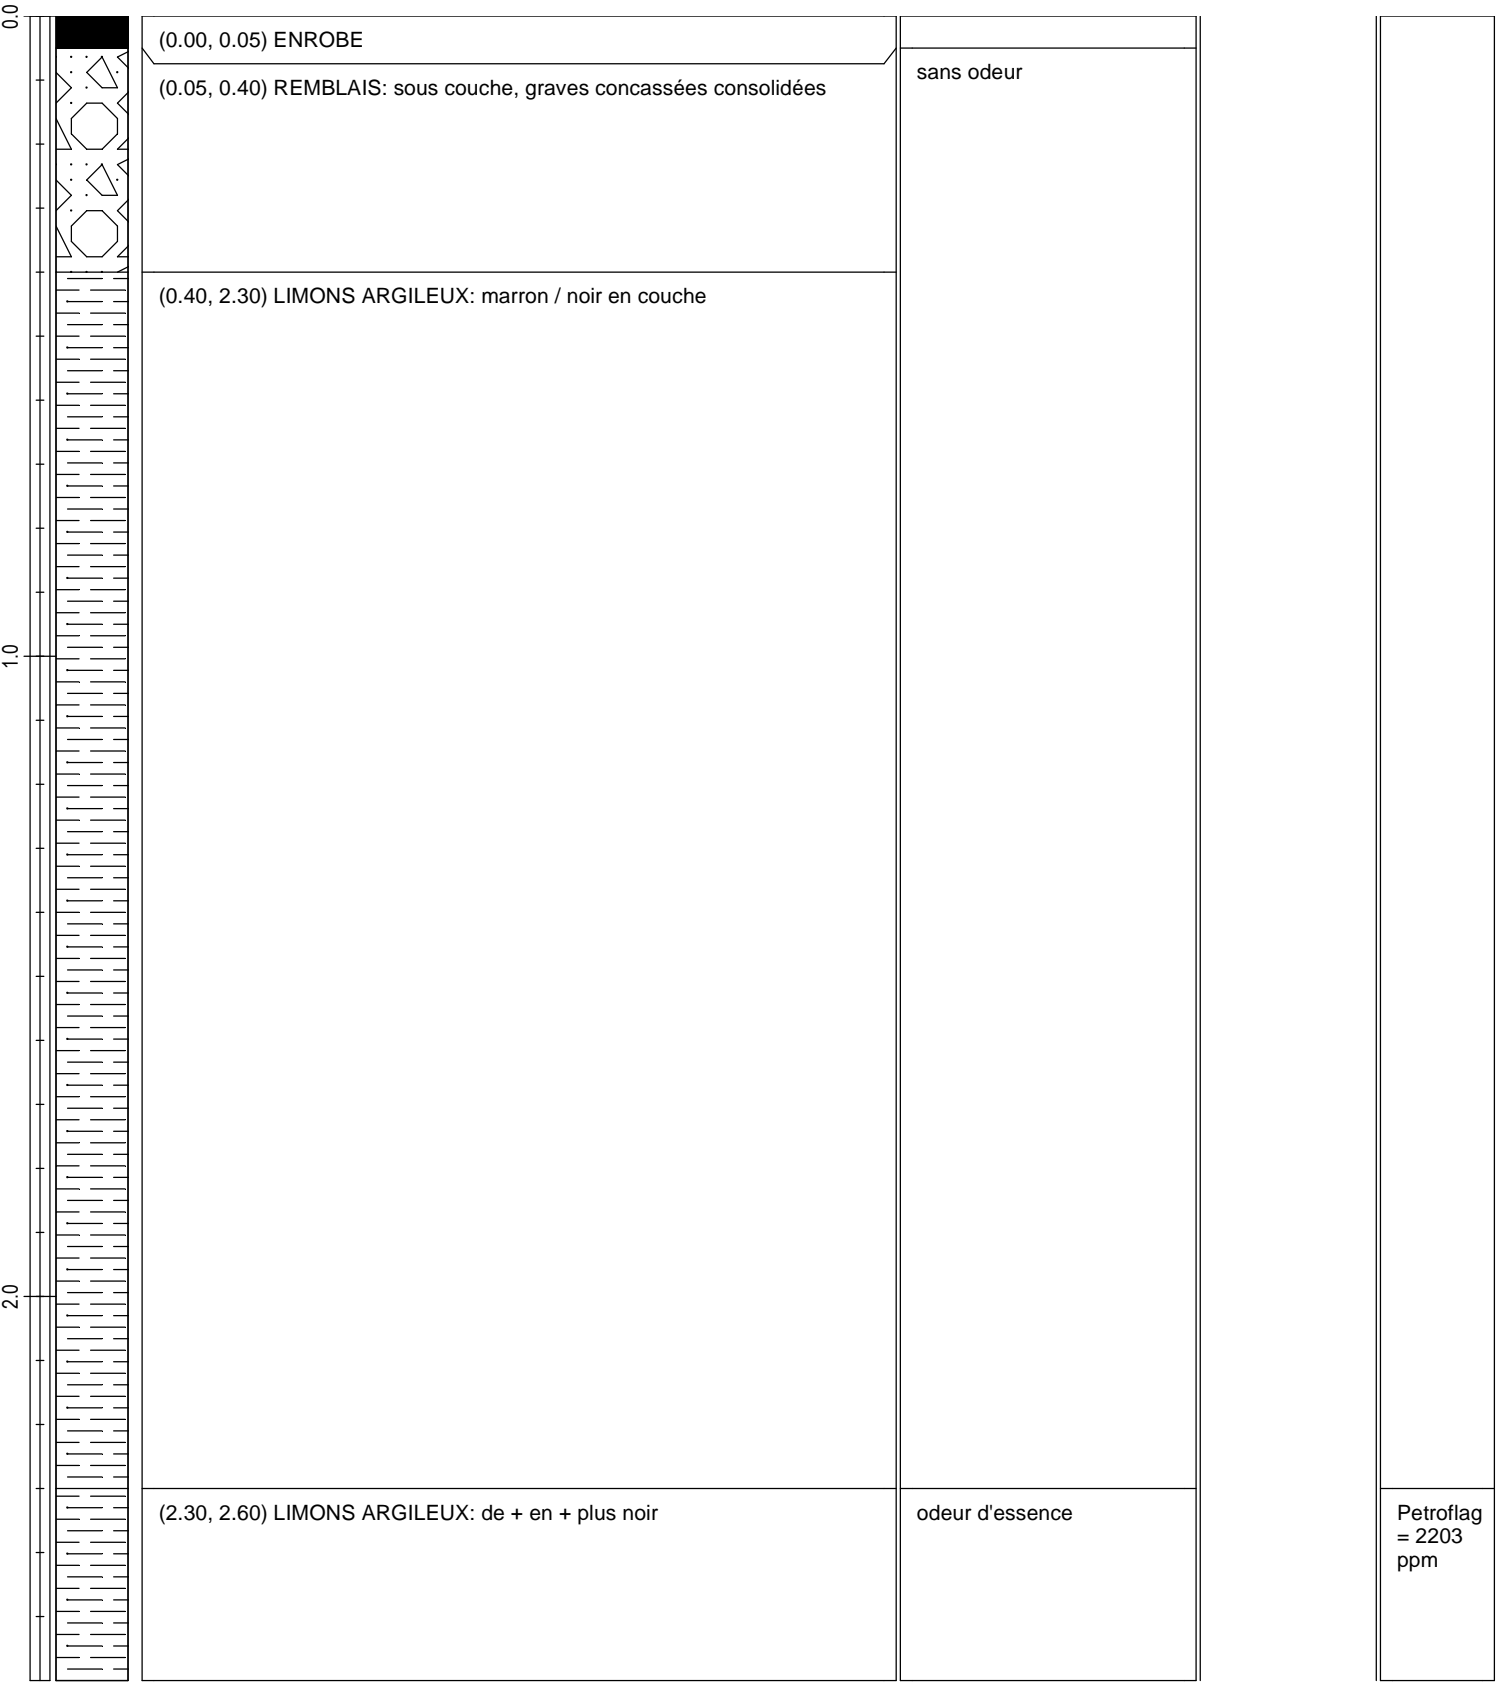 0.0
(0.00, 0.05) ENROBE
(0.05, 0.40) REMBLAIS: sous couche, graves concassées consolidées
sans odeur
(0.40, 2.30) LIMONS ARGILEUX: marron / noir en couche
1.0
2.0
(2.30, 2.60) LIMONS ARGILEUX: de + en + plus noir
odeur d'essence
Petroflag
= 2203
ppm